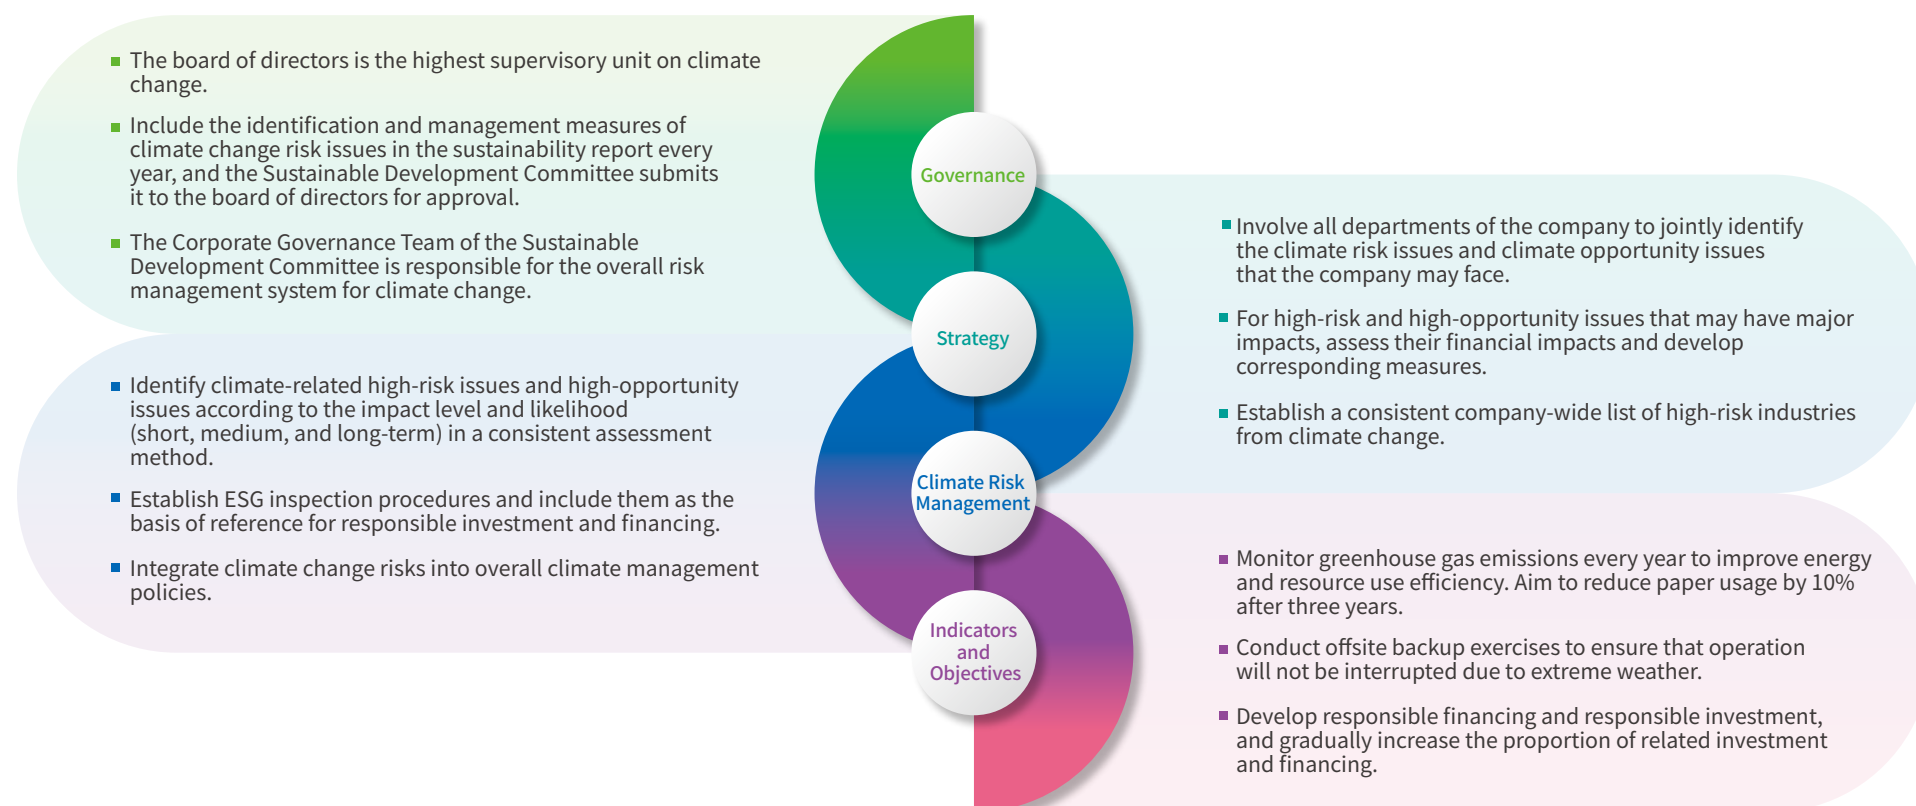 The board of directors is the highest supervisory unit on climate
change.
Include the identification and management measures of
climate change risk issues in the sustainability report every
year, and the Sustainable Development Committee submits
it to the board of directors for approval.
The Corporate Governance Team of the Sustainable
Development Committee is responsible for the overall risk
management system for climate change.
Governance
Involve all departments of the company to jointly identify
the climate risk issues and climate opportunity issues
that the company may face.
For high-risk and high-opportunity issues that may have major
impacts, assess their financial impacts and develop
corresponding measures.
Establish a consistent company-wide list of high-risk industries
from climate change.
Strategy
Identify climate-related high-risk issues and high-opportunity
issues according to the impact level and likelihood
(short, medium, and long-term) in a consistent assessment
method.
Establish ESG inspection procedures and include them as the
basis of reference for responsible investment and financing.
Integrate climate change risks into overall climate management
policies.
Climate Risk
Management
Monitor greenhouse gas emissions every year to improve energy
and resource use efficiency. Aim to reduce paper usage by 10%
after three years.
Conduct offsite backup exercises to ensure that operation
will not be interrupted due to extreme weather.
Develop responsible financing and responsible investment,
and gradually increase the proportion of related investment
and financing.
Indicators
and
Objectives